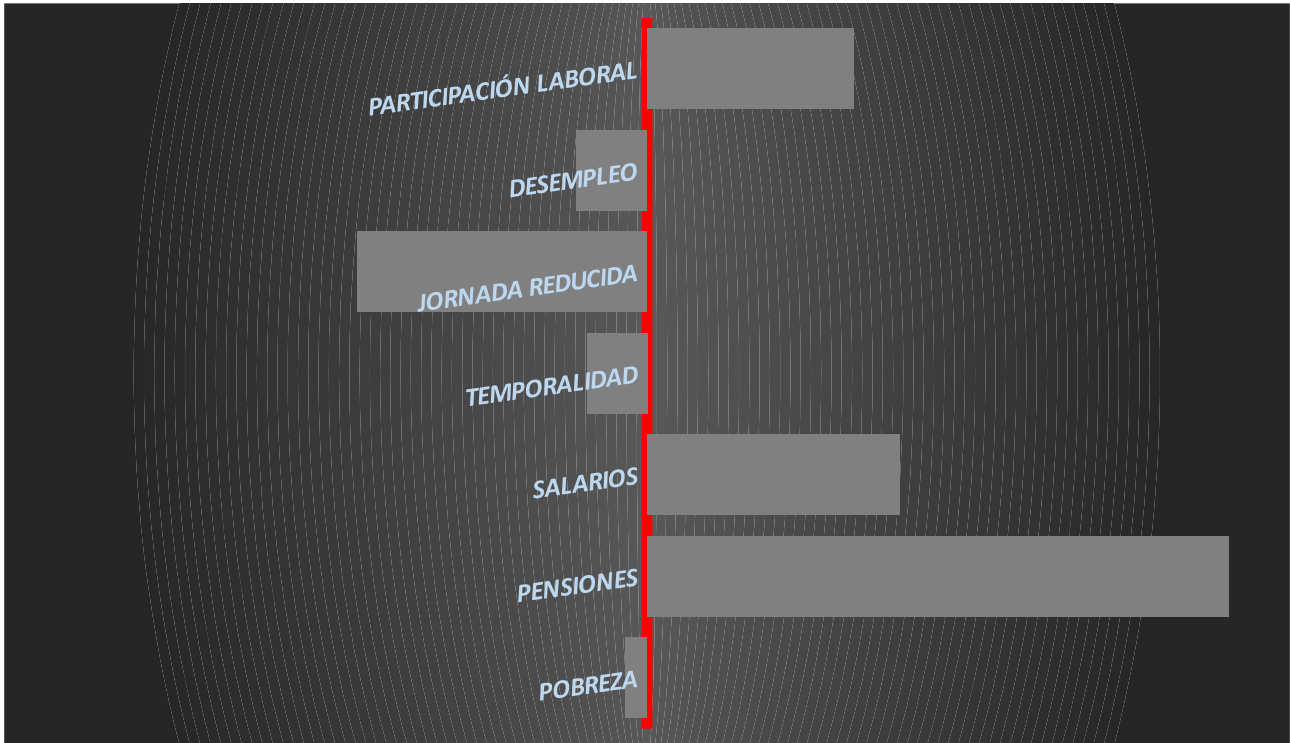 PARTICIPACIÓN LABORAL
DESEMPLEO
JORNADA REDUCIDA
TEMPORALIDAD
SALARIOS
PENSIONES
POBREZA